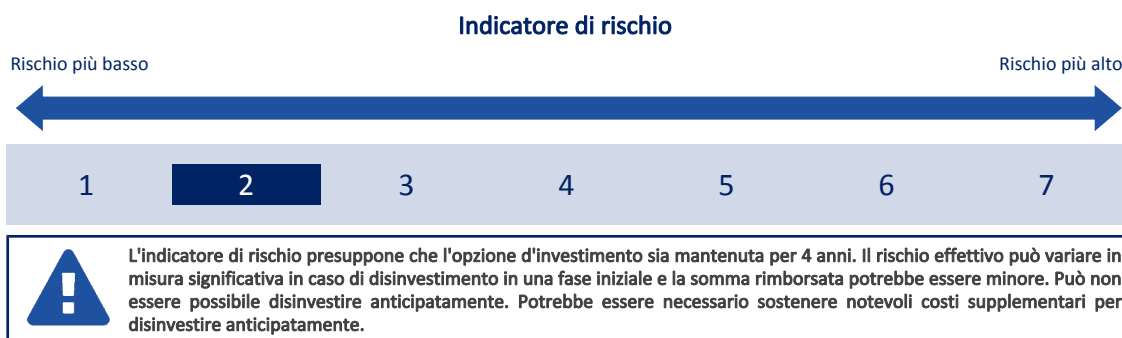 Indicatore di rischio
Rischio più basso
Rischio più alto
1 2 3 4 5 6 7
L'indicatore di rischio presuppone che l'opzione d'investimento sia mantenuta per 4 anni. Il rischio effettivo può variare in
misura significativa in caso di disinvestimento in una fase iniziale e la somma rimborsata potrebbe essere minore. Può non
essere possibile disinvestire anticipatamente. Potrebbe essere necessario sostenere notevoli costi supplementari per
disinvestire anticipatamente.